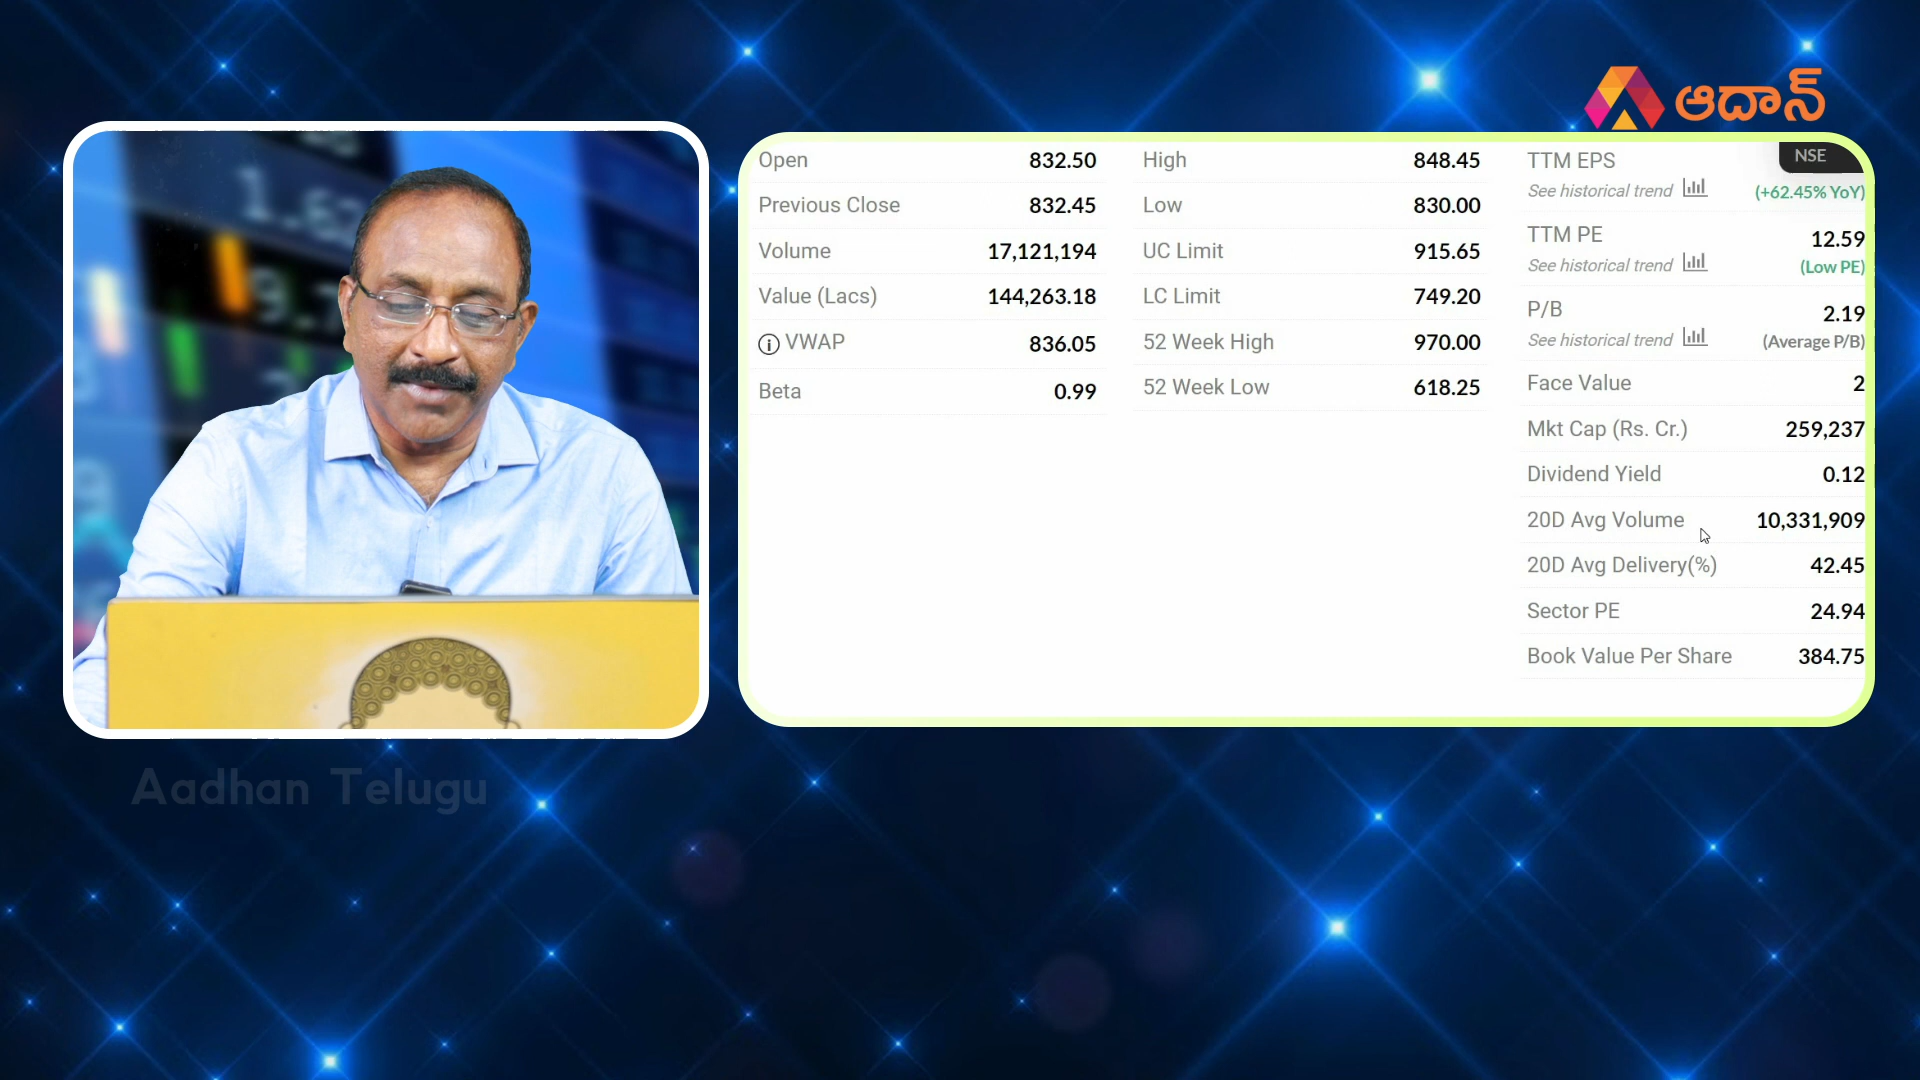 ఆదాన్
NSE
Open 832.50
Previous Close 832.45
Volume 17,121,194
Value (Lacs) 144,263.18
VWAP 836.05
Beta 0.99
High 848.45
Low 830.00
UC Limit 915.65
LC Limit 749.20
52 Week High 970.00
52 Week Low 618.25
TTM EPS
See historical trend (+62.45% YoY)
TTM PE 12.59
See historical trend (Low PE)
P/B 2.19
See historical trend (Average P/B)
Face Value 2
Mkt Cap (Rs. Cr.) 259,237
Dividend Yield 0.12
20D Avg Volume 10,331,909
20D Avg Delivery(%) 42.45
Sector PE 24.94
Book Value Per Share 384.75
Aadhan Telugu